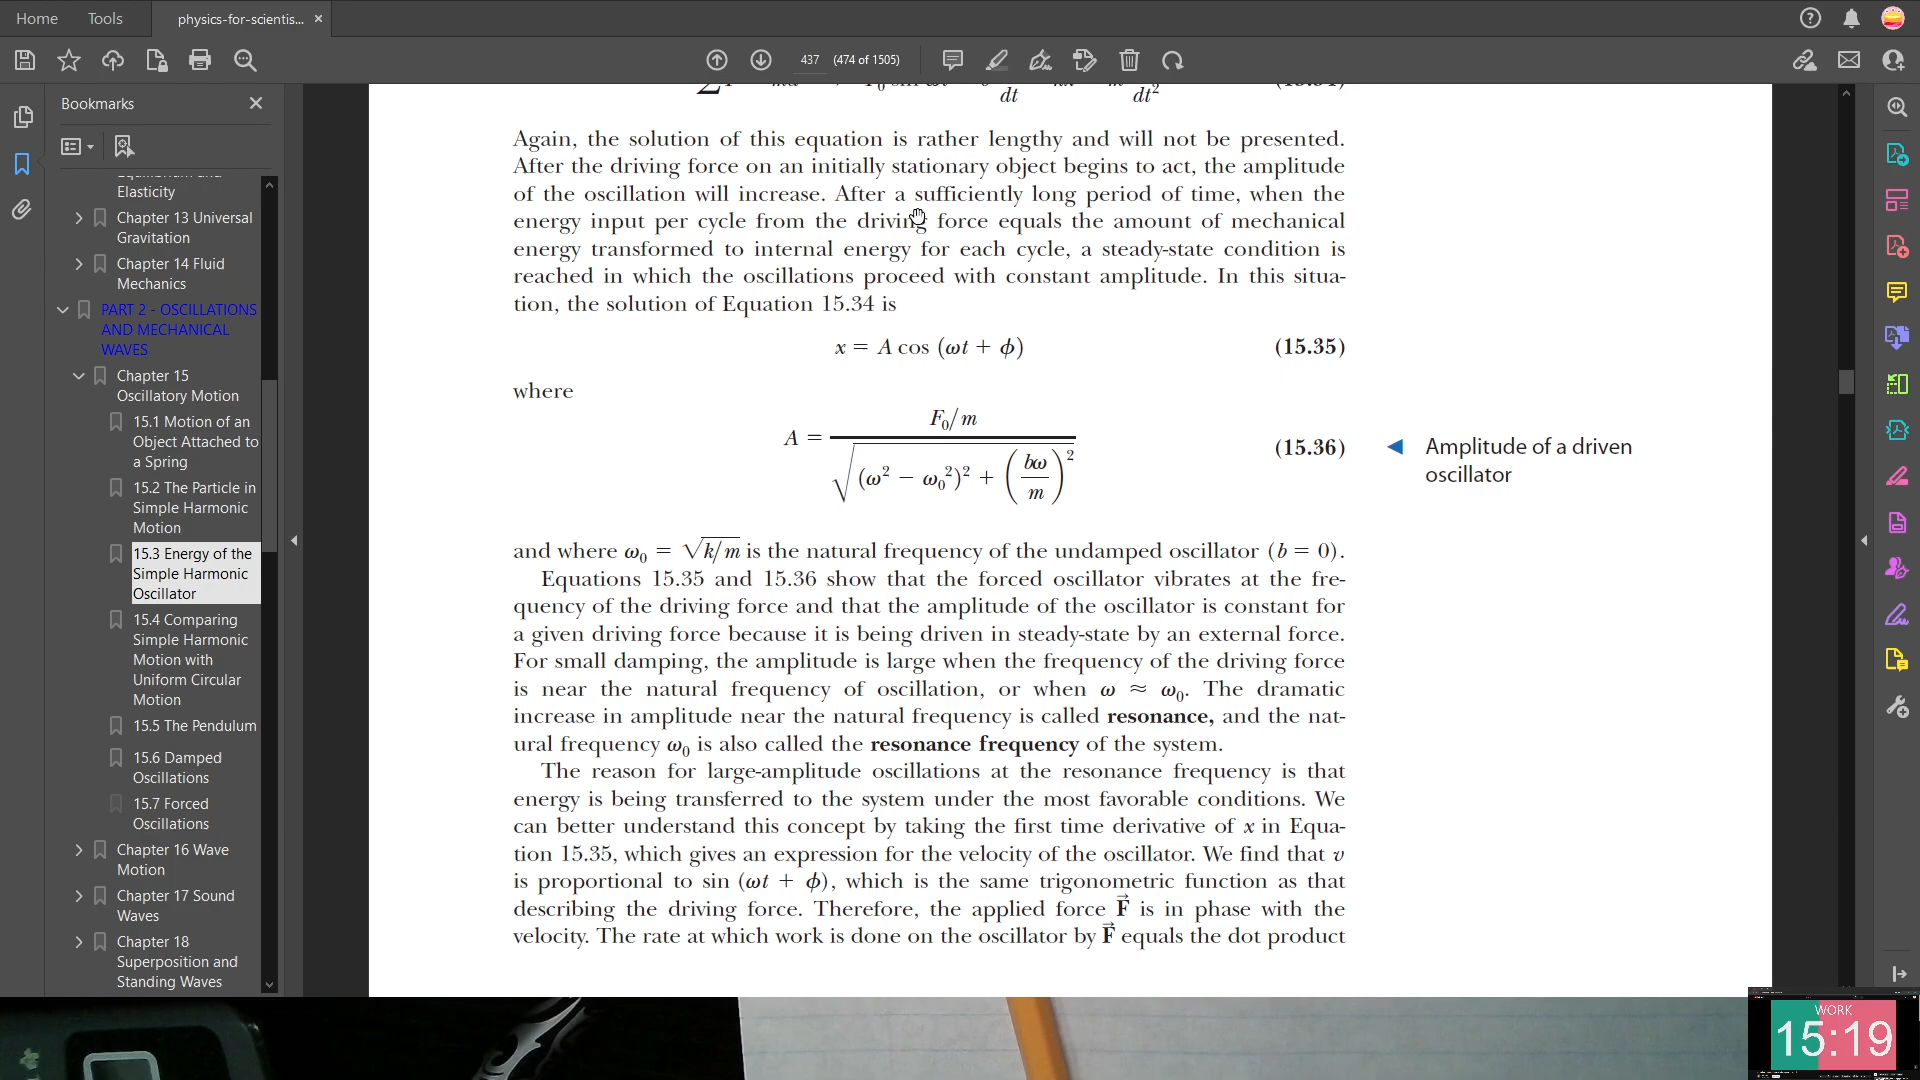 Home
Tools
physics-for-scientis...
437 (474 of 1505)
Bookmarks
Elasticity
Chapter 13 Universal
Gravitation
Chapter 14 Fluid
Mechanics
PART 2 - OSCILLATIONS
AND MECHANICAL
WAVES
Chapter 15
Oscillatory Motion
15.1 Motion of an
Object Attached to
a Spring
15.2 The Particle in
Simple Harmonic
Motion
15.3 Energy of the
Simple Harmonic
Oscillator
15.4 Comparing
Simple Harmonic
Motion with
Uniform Circular
Motion
15.5 The Pendulum
15.6 Damped
Oscillations
15.7 Forced
Oscillations
Chapter 16 Wave
Motion
Chapter 17 Sound
Waves
Chapter 18
Superposition and
Standing Waves
dt dt²
Again, the solution of this equation is rather lengthy and will not be presented.
After the driving force on an initially stationary object begins to act, the amplitude
of the oscillation will increase. After a sufficiently long period of time, when the
energy input per cycle from the driving force equals the amount of mechanical
energy transformed to internal energy for each cycle, a steady-state condition is
reached in which the oscillations proceed with constant amplitude. In this situa-
tion, the solution of Equation 15.34 is
x = A cos (ωt + ϕ) (15.35)
where
A = (F₀/m) / √((ω² − ω₀²)² + (bω/m)²) (15.36)
◀ Amplitude of a driven
oscillator
and where ω₀ = √k/m is the natural frequency of the undamped oscillator (b = 0).
Equations 15.35 and 15.36 show that the forced oscillator vibrates at the fre-
quency of the driving force and that the amplitude of the oscillator is constant for
a given driving force because it is being driven in steady-state by an external force.
For small damping, the amplitude is large when the frequency of the driving force
is near the natural frequency of oscillation, or when ω ≈ ω₀. The dramatic
increase in amplitude near the natural frequency is called resonance, and the nat-
ural frequency ω₀ is also called the resonance frequency of the system.
The reason for large-amplitude oscillations at the resonance frequency is that
energy is being transferred to the system under the most favorable conditions. We
can better understand this concept by taking the first time derivative of x in Equa-
tion 15.35, which gives an expression for the velocity of the oscillator. We find that v
is proportional to sin (ωt + ϕ), which is the same trigonometric function as that
describing the driving force. Therefore, the applied force F⃗ is in phase with the
velocity. The rate at which work is done on the oscillator by F⃗ equals the dot product
WORK
15:19